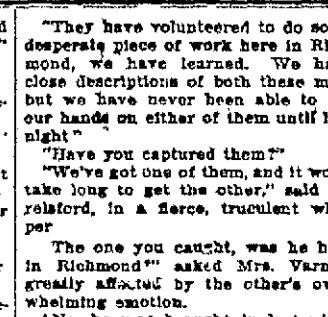 "They have volunteered to do so
desperate piece of work here in Ri
mond, we have learned. We ha
close descriptions of both these m
but we have never been able to
our hands on either of them until l
night"
"Have you captured them?"
"We've got one of them, and it wo
take long to get the other," said
relsford, in a fierce, truculent wh
per
The one you caught, was he h
in Richmond?" asked Mrs. Varn
greatly affected by the other's ov
whelming emotion.